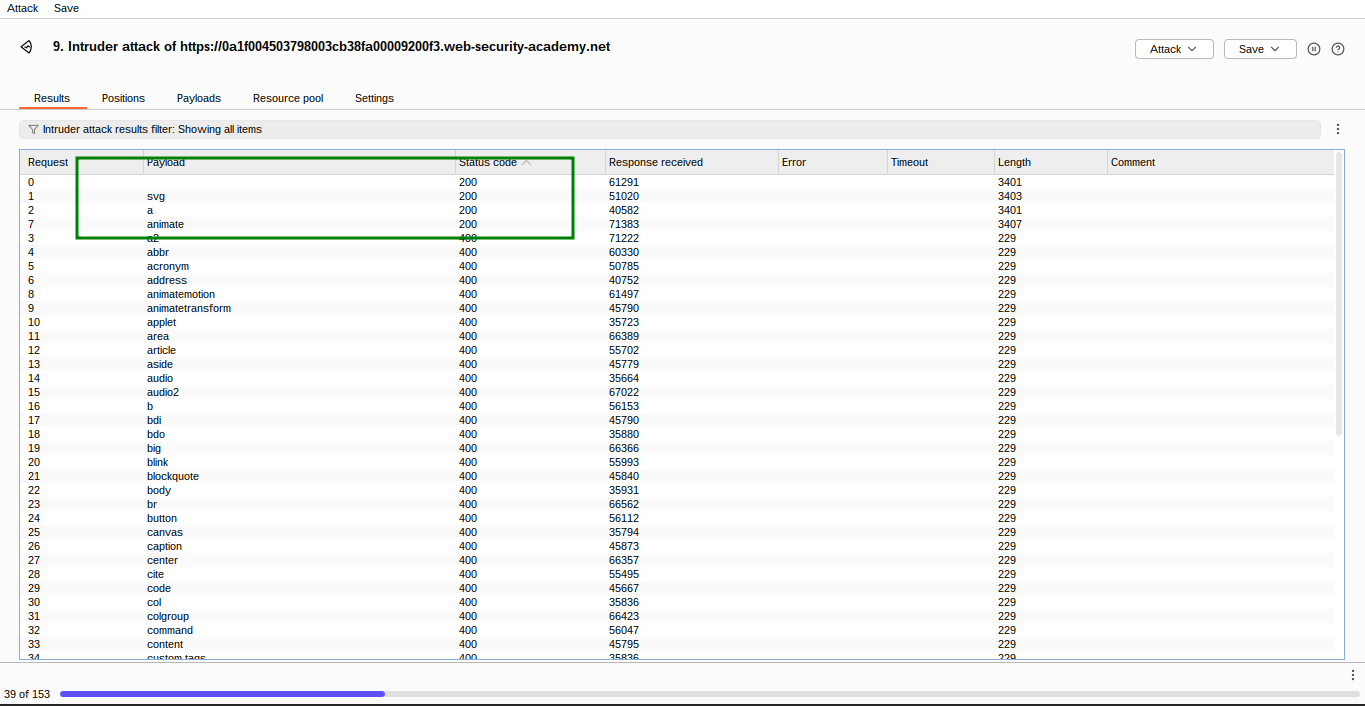 Attack Save
9. Intruder attack of https://0a1f004503798003cb38fa00009200f3.web-security-academy.net
Attack Save
Results Positions Payloads Resource pool Settings
Intruder attack results filter: Showing all items
Request Payload Status code Response received Error Timeout Length Comment
0 200 61291 3401
1 svg 200 51020 3403
2 a 200 40582 3401
7 animate 200 71383 3407
3 a2 400 71222 229
4 abbr 400 60330 229
5 acronym 400 50785 229
6 address 400 40752 229
8 animatemotion 400 61497 229
9 animatetransform 400 45790 229
10 applet 400 35723 229
11 area 400 66389 229
12 article 400 55702 229
13 aside 400 45779 229
14 audio 400 35664 229
15 audio2 400 67022 229
16 b 400 56153 229
17 bdi 400 45790 229
18 bdo 400 35880 229
19 big 400 66366 229
20 blink 400 55993 229
21 blockquote 400 45840 229
22 body 400 35931 229
23 br 400 66562 229
24 button 400 56112 229
25 canvas 400 35794 229
26 caption 400 45873 229
27 center 400 66357 229
28 cite 400 55495 229
29 code 400 45667 229
30 col 400 35836 229
31 colgroup 400 66423 229
32 command 400 56047 229
33 content 400 45795 229
34 custom tags 400 35836 229
39 of 153